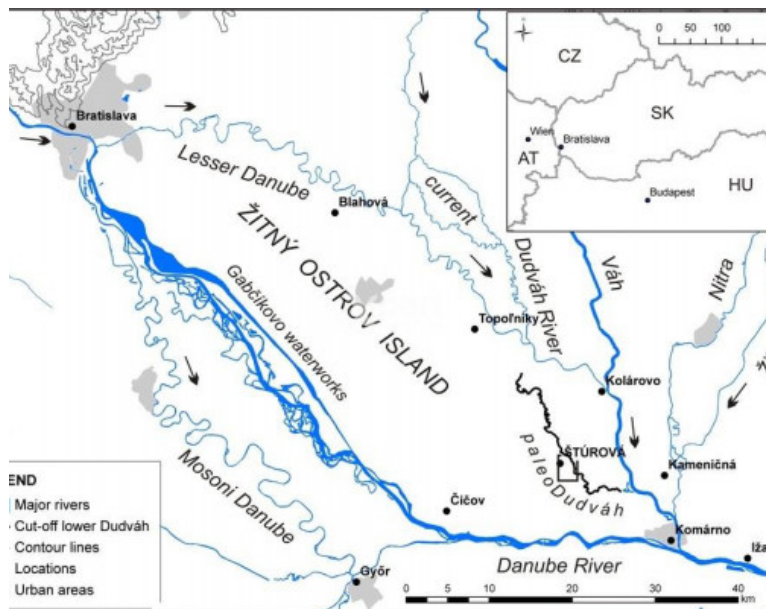 0 50 100
CZ
SK
Wien
Bratislava
AT
HU
Budapest
Bratislava
Lesser Danube
Blahová
current
Dudváh River
Váh
Nitra
ŽITNÝ OSTROV ISLAND
Gabčíkovo waterworks
Topoľníky
Kolárovo
ŠTÚROVÁ
paleoDudváh
Kameničná
Mosoni Danube
Čičov
Komárno
Iža
Danube River
Győr
END
Major rivers
Cut-off lower Dudváh
Contour lines
Locations
Urban areas
0 10 20 30 40
km